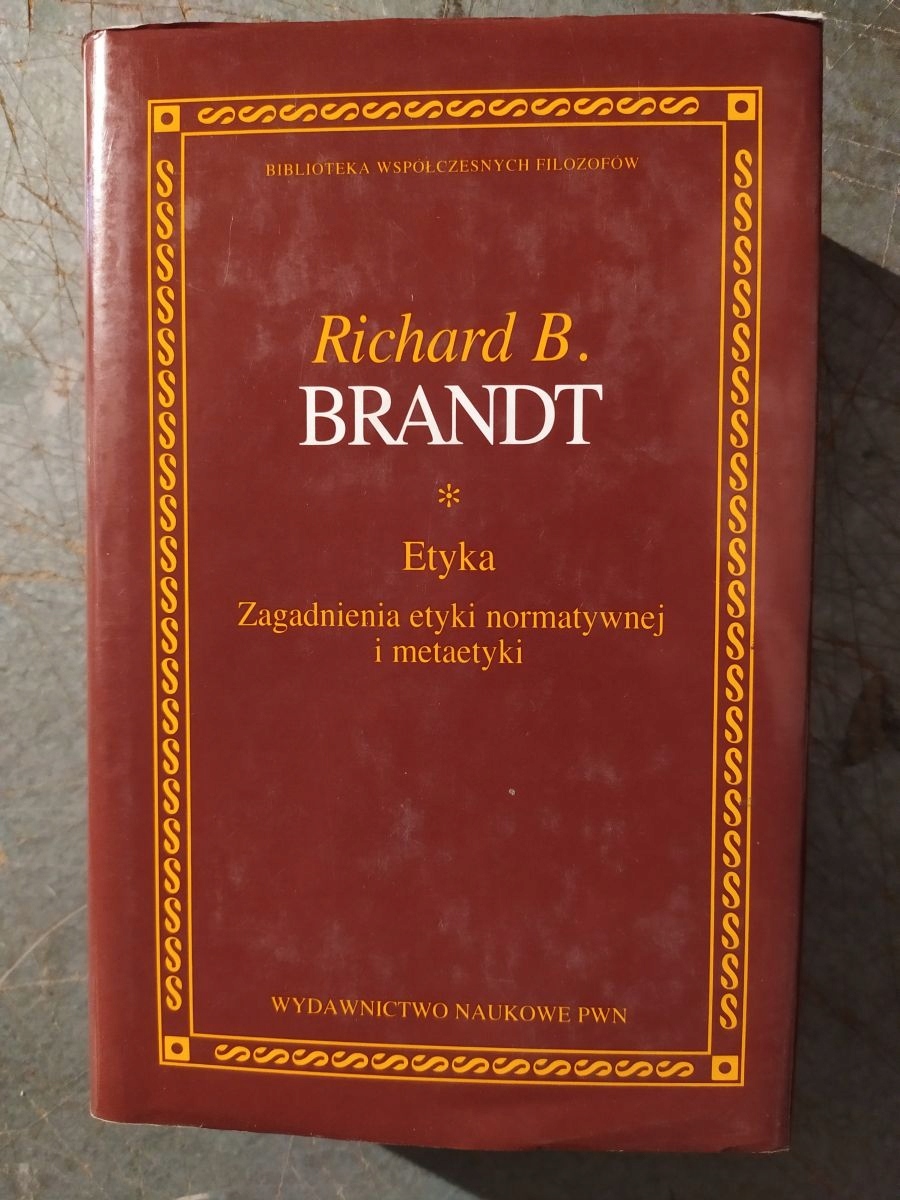 BIBLIOTEKA WSPÓŁCZESNYCH FILOZOFÓW
Richard B.
BRANDT
Etyka
Zagadnienia etyki normatywnej
i metaetyki
WYDAWNICTWO NAUKOWE PWN